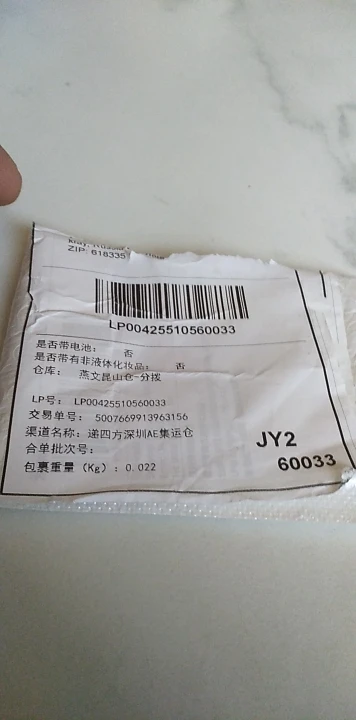 ZIP: 618335
LP00425510560033
是否带电池： 否
是否带有非液体化妆品： 否
仓库： 燕文昆山仓-分拨
LP号： LP00425510560033
交易单号： 5007669913963156
渠道名称：递四方深圳AE集运仓
合单批次号：
包裹重量（Kg）：0.022
JY2
60033